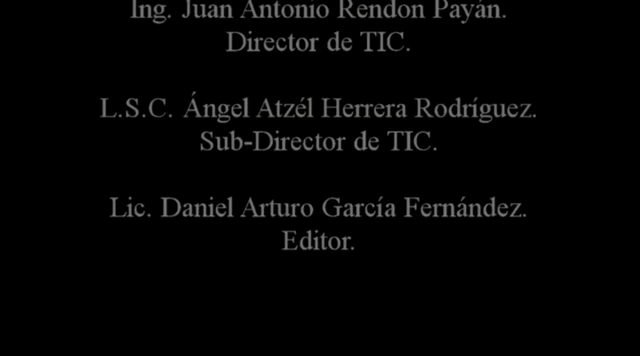 Ing. Juan Antonio Rendon Payán.
Director de TIC.
L.S.C. Ángel Atzél Herrera Rodríguez.
Sub-Director de TIC.
Lic. Daniel Arturo García Fernández.
Editor.